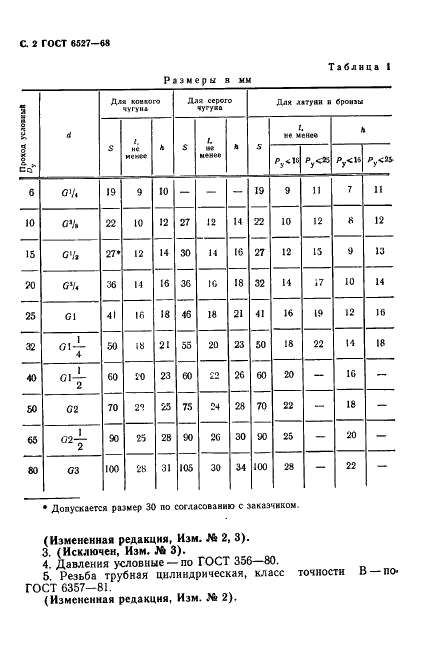 С. 2 ГОСТ 6527—68
Таблица 1
Размеры в мм
Проход условный Dу
d
Для ковкого чугуна
Для серого чугуна
Для латуни и бронзы
S
l, не менее
h
S
l, не менее
h
S
l, не менее
h
Pу≤16 Pу≤25 Pу≤16 Pу≤25
6 G1/4 19 9 10 — — — 19 9 11 7 11
10 G3/8 22 10 12 27 12 14 22 10 12 8 12
15 G1/2 27* 12 14 30 14 16 27 12 15 9 13
20 G3/4 36 14 16 36 16 18 32 14 17 10 14
25 G1 41 16 18 46 18 21 41 16 19 12 16
32 G1—1/4 50 18 21 55 20 23 50 18 22 14 18
40 G1—1/2 60 20 23 60 22 26 60 20 — 16 —
50 G2 70 22 25 75 24 28 70 22 — 18 —
65 G2—1/2 90 25 28 90 26 30 90 25 — 20 —
80 G3 100 28 31 105 30 34 100 28 — 22 —
* Допускается размер 30 по согласованию с заказчиком.
(Измененная редакция, Изм. № 2, 3).
3. (Исключен, Изм. № 3).
4. Давления условные — по ГОСТ 356—80.
5. Резьба трубная цилиндрическая, класс точности В — по
ГОСТ 6357—81.
(Измененная редакция, Изм. № 2).